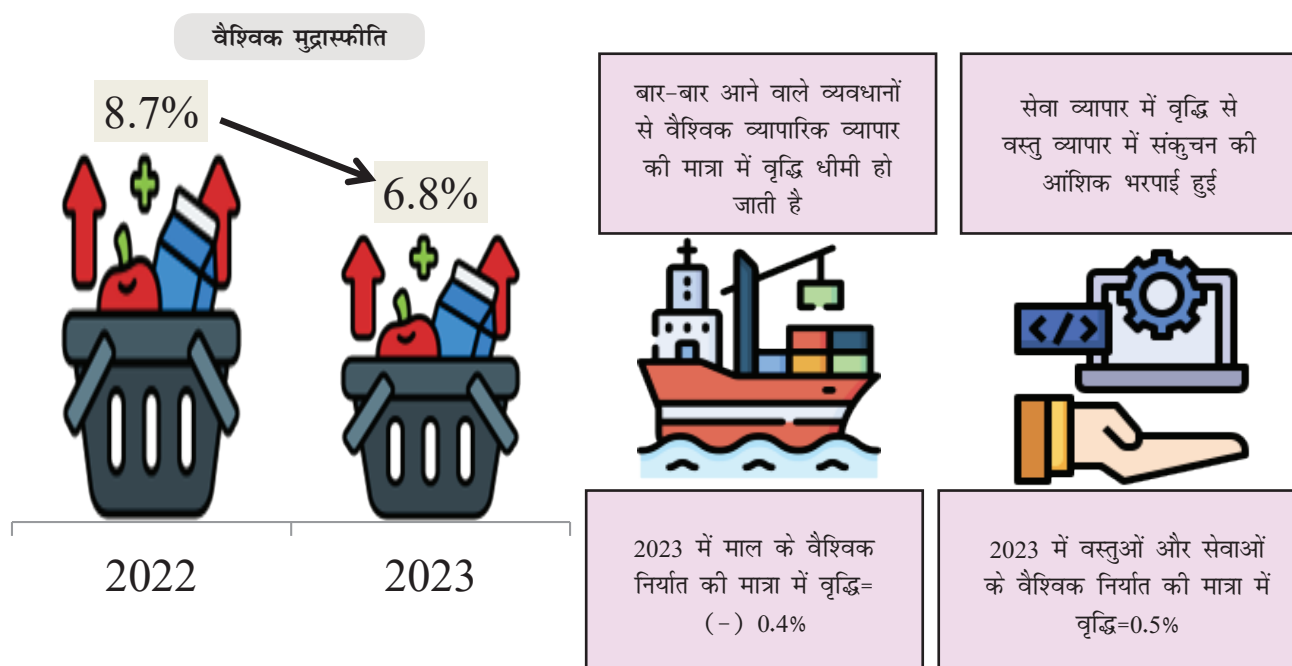 वैश्विक मुद्रास्फीति
8.7%
6.8%
2022
2023
बार-बार आने वाले व्यवधानों
से वैश्विक व्यापारिक व्यापार
की मात्रा में वृद्धि धीमी हो
जाती है
सेवा व्यापार में वृद्धि से
वस्तु व्यापार में संकुचन की
आंशिक भरपाई हुई
</>
2023 में माल के वैश्विक
निर्यात की मात्रा में वृद्धि=
(-) 0.4%
2023 में वस्तुओं और सेवाओं
के वैश्विक निर्यात की मात्रा में
वृद्धि=0.5%